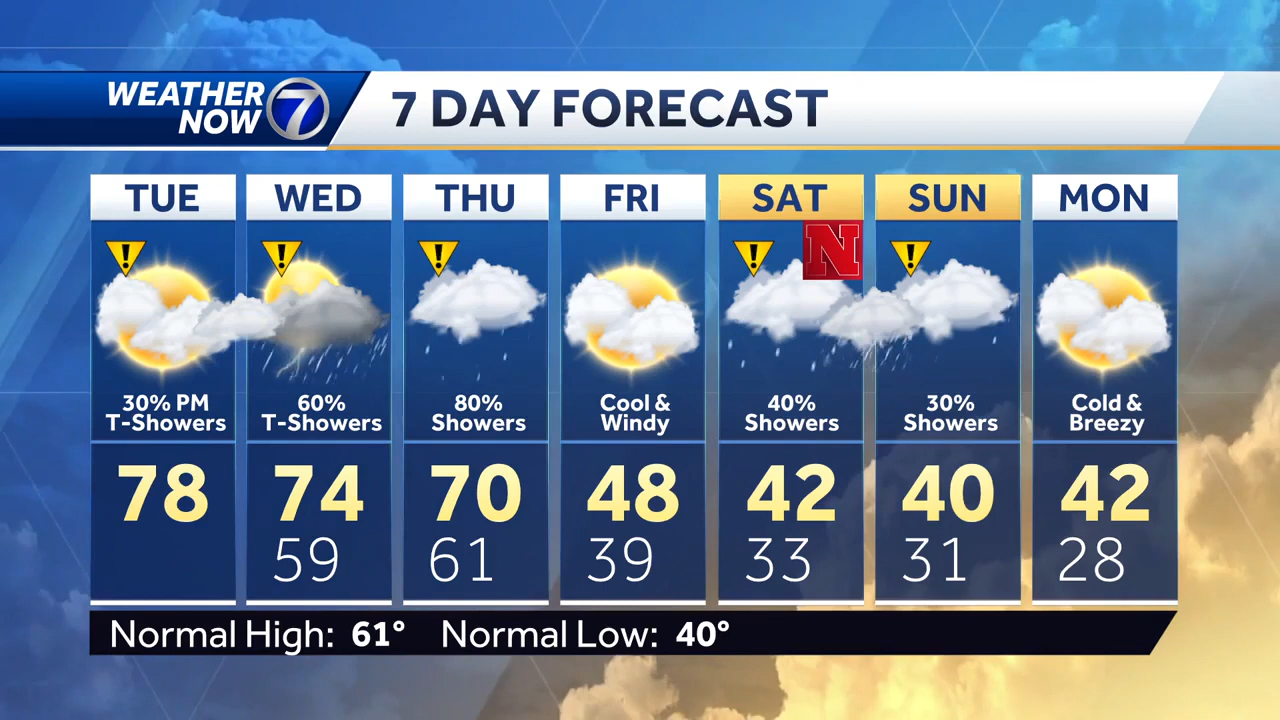 WEATHER
NOW 7
7 DAY FORECAST
TUE WED THU FRI SAT SUN MON
! ! ! ! !
N
30% PM
T-Showers
60%
T-Showers
80%
Showers
Cool &
Windy
40%
Showers
30%
Showers
Cold &
Breezy
78 74 70 48 42 40 42
59 61 39 33 31 28
Normal High: 61° Normal Low: 40°